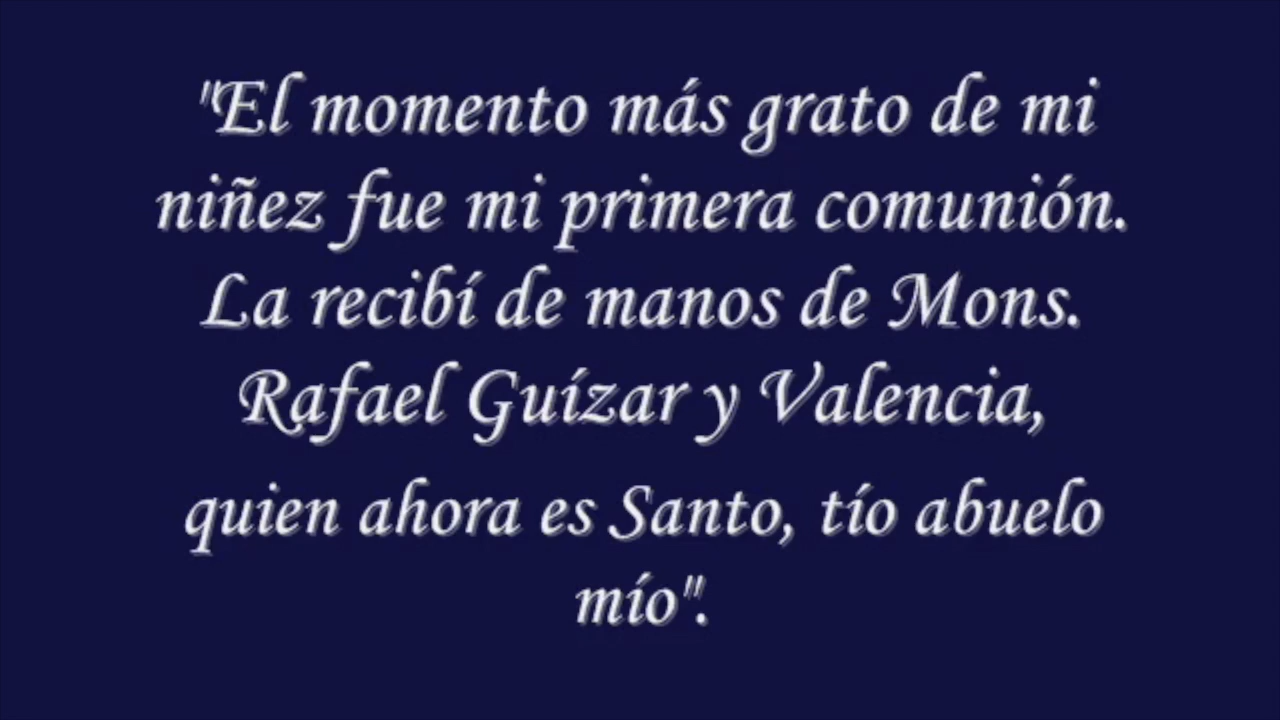 "El momento más grato de mi
niñez fue mi primera comunión.
La recibí de manos de Mons.
Rafael Guízar y Valencia,
quien ahora es Santo, tío abuelo
mío".